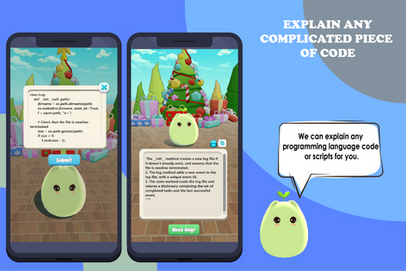 EXPLAIN ANY
COMPLICATED PIECE
OF CODE
class Log:
def __init__(self, path):
dirname = os.path.dirname(path)
os.makedirs(dirname, exist_ok= True)
f = open(path, "a+")
# Check that the file is newline-
terminated
size = os.path.getsize(path)
if size > 0:
f.seek(size - 1)
Submit
The __init__ method creates a new log file if
it doesn't already exist, and ensures that the
file is newline-terminated.
2. The log method adds a new event to the
log file, with a unique event ID.
3. The state method reads the log file and
returns a dictionary containing the set of
completed tasks and the last successful
event.
Need Help!
We can explain any
programming language code
or scripts for you.